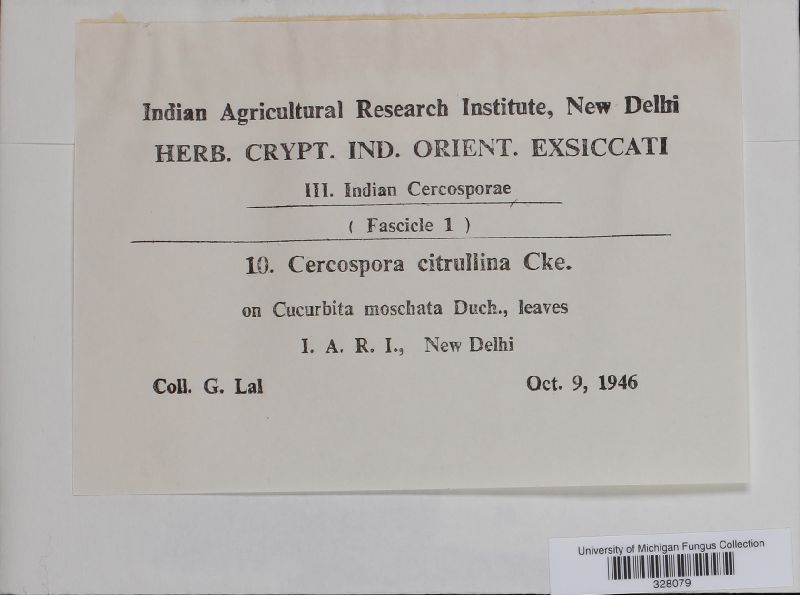 Indian Agricultural Research Institute, New Delhi
HERB. CRYPT. IND. ORIENT. EXSICCATI
III. Indian Cercosporae
( Fascicle 1 )
10. Cercospora citrullina Cke.
on Cucurbita moschata Duch., leaves
I. A. R. I., New Delhi
Coll. G. Lal Oct. 9, 1946
University of Michigan Fungus Collection
328079